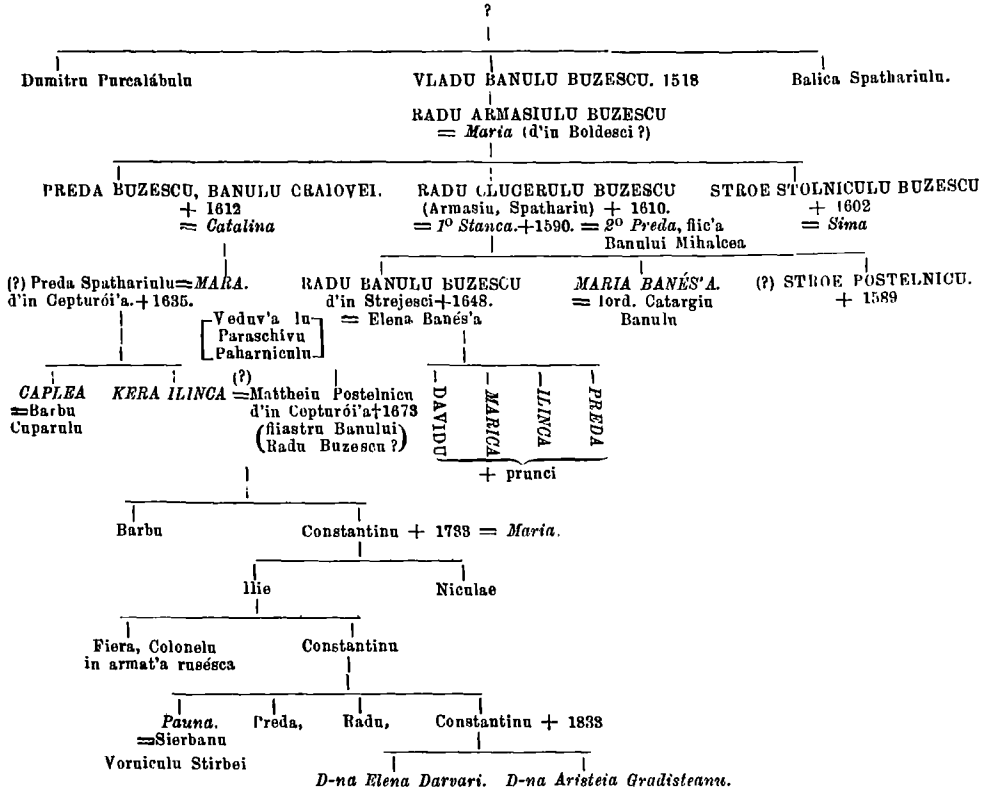 ?
Dumitru Purcalábulu VLADU BANULU BUZESCU. 1518 Balica Spathariulu.
RADU ARMASIULU BUZESCU
= Maria (d'in Boldesci ?)
PREDA BUZESCU, BANULU CRAIOVEI. RADU CLUCERULU BUZESCU STROE STOLNICULU BUZESCU
+ 1612 (Armasiu, Spathariu) + 1610. + 1602
= Catalina = 1º Stanca.+1590. = 2º Preda, fiic'a = Sima
Banului Mihalcea
(?) Preda Spathariulu=MARA. RADU BANULU BUZESCU MARIA BANÉS'A. (?) STROE POSTELNICU.
d'in Cepturói'a.+1635. d'in Strejesci+1648. = Iord. Catargiu + 1589
Veduv'a lu = Elena Banés'a Banulu
Paraschivu
Paharniculu
(?)
CAPLEA KERA ILINCA =Mattheiu Postelnicu DAVIDU MARICA ILINCA PREDA
=Barbu d'in Cepturói'a†1673
Cuparulu (fiiastru Banului
Radu Buzescu ?)
+ prunci
Barbu Constantinu + 1733 = Maria.
Ilie Niculae
Fiera, Colonelu Constantinu
in armat'a rusésca
Pauna. Preda, Radu, Constantinu + 1833
=Sierbanu
Vorniculu Stirbei
D-na Elena Darvari. D-na Aristeia Gradisteanu.